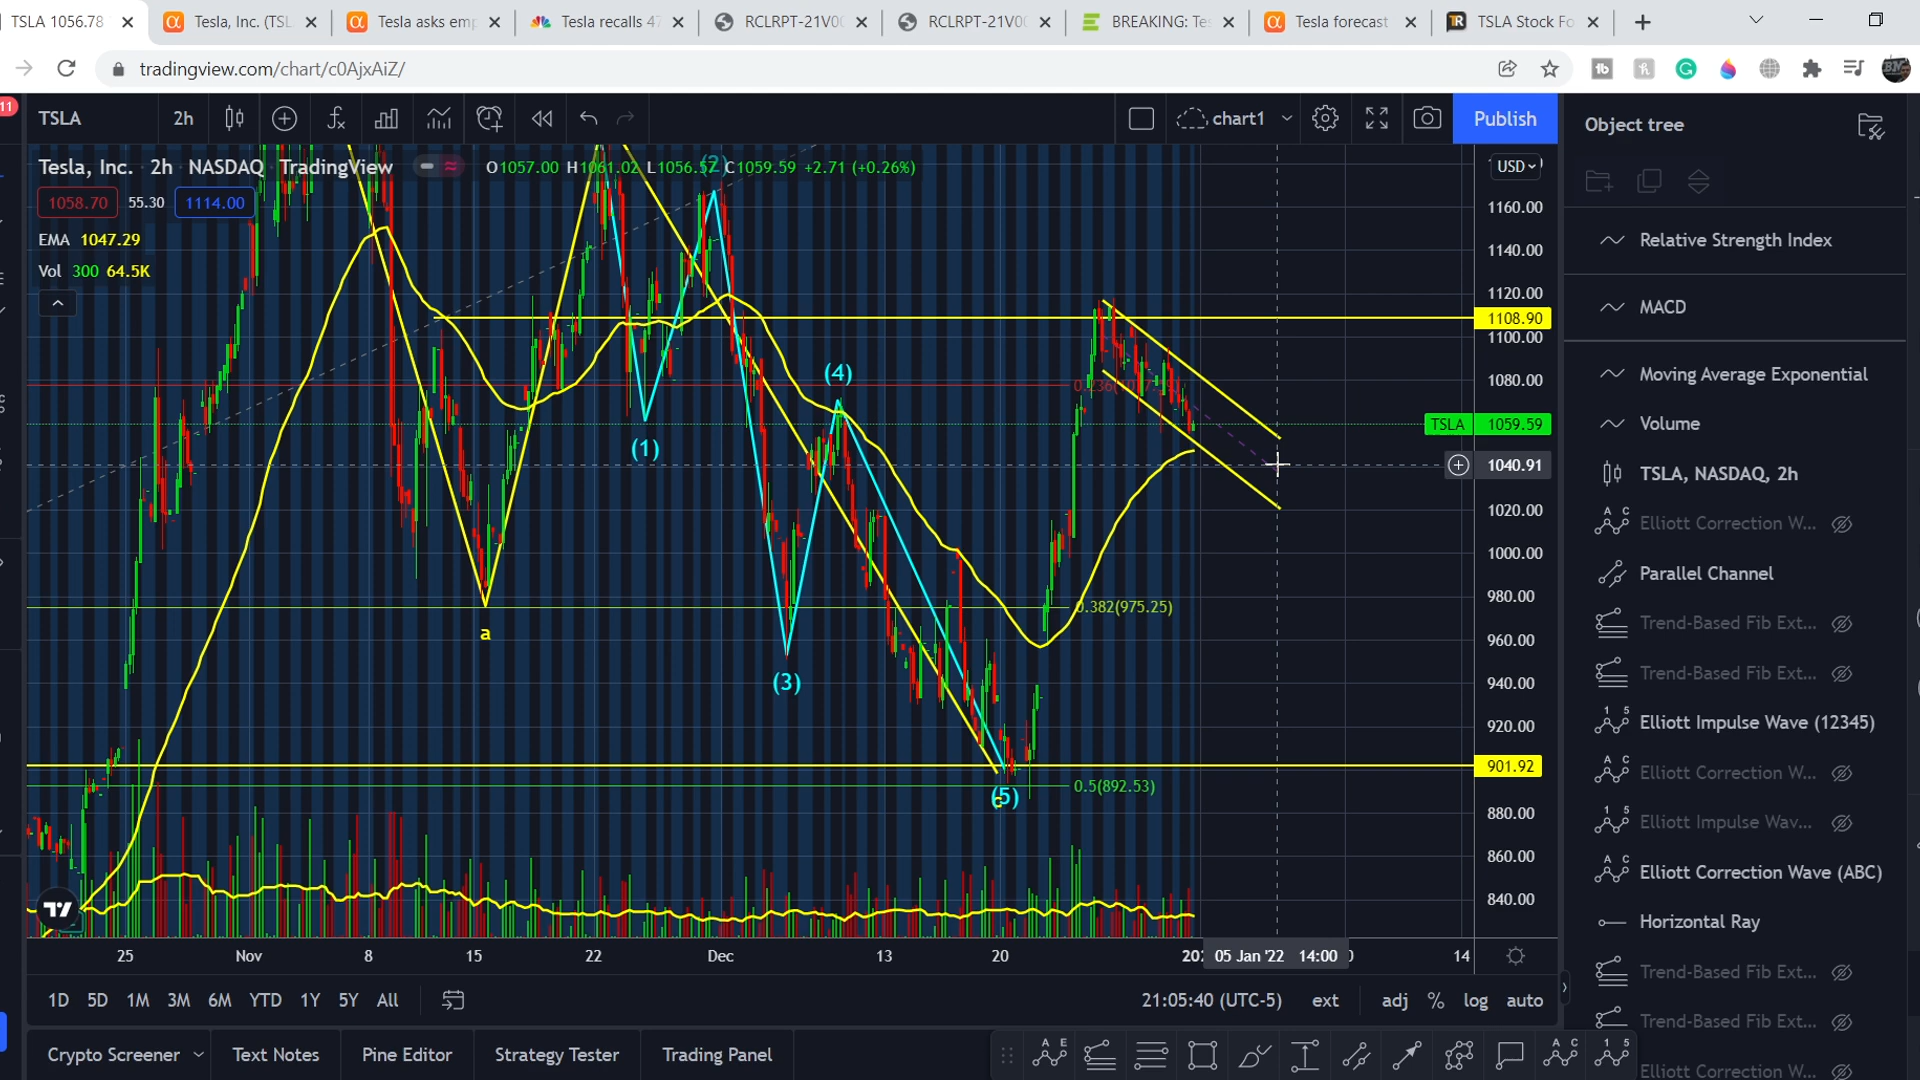 TSLA 1056.78
Tesla, Inc. (TSL
Tesla asks emp
Tesla recalls 47
RCLRPT-21V00
RCLRPT-21V00
BREAKING: Tes
Tesla forecast
TSLA Stock Fo
tradingview.com/chart/c0AjxAiZ/
11
TSLA
2h
chart1
Publish
Object tree
Tesla, Inc. · 2h · NASDAQ · TradingView
O1057.00 H1061.02 L1056.57 C1059.59 +2.71 (+0.26%)
USD
1058.70
55.30
1114.00
EMA 1047.29
Vol 300 64.5K
(2)
(1)
(4)
(3)
(5)
a
c
0.382(975.25)
0.5(892.53)
1160.00
1140.00
1120.00
1108.90
1100.00
1080.00
TSLA 1059.59
1040.91
1020.00
1000.00
980.00
960.00
940.00
920.00
901.92
880.00
860.00
840.00
25
Nov
8
15
22
Dec
13
20
05 Jan '22 14:00
14
1D
5D
1M
3M
6M
YTD
1Y
5Y
All
21:05:40 (UTC-5)
ext
adj
%
log
auto
Crypto Screener
Text Notes
Pine Editor
Strategy Tester
Trading Panel
Relative Strength Index
MACD
Moving Average Exponential
Volume
TSLA, NASDAQ, 2h
Elliott Correction W...
Parallel Channel
Trend-Based Fib Ext...
Trend-Based Fib Ext...
Elliott Impulse Wave (12345)
Elliott Correction W...
Elliott Impulse Wav...
Elliott Correction Wave (ABC)
Horizontal Ray
Trend-Based Fib Ext...
Trend-Based Fib Ext...
Elliott Correction W...